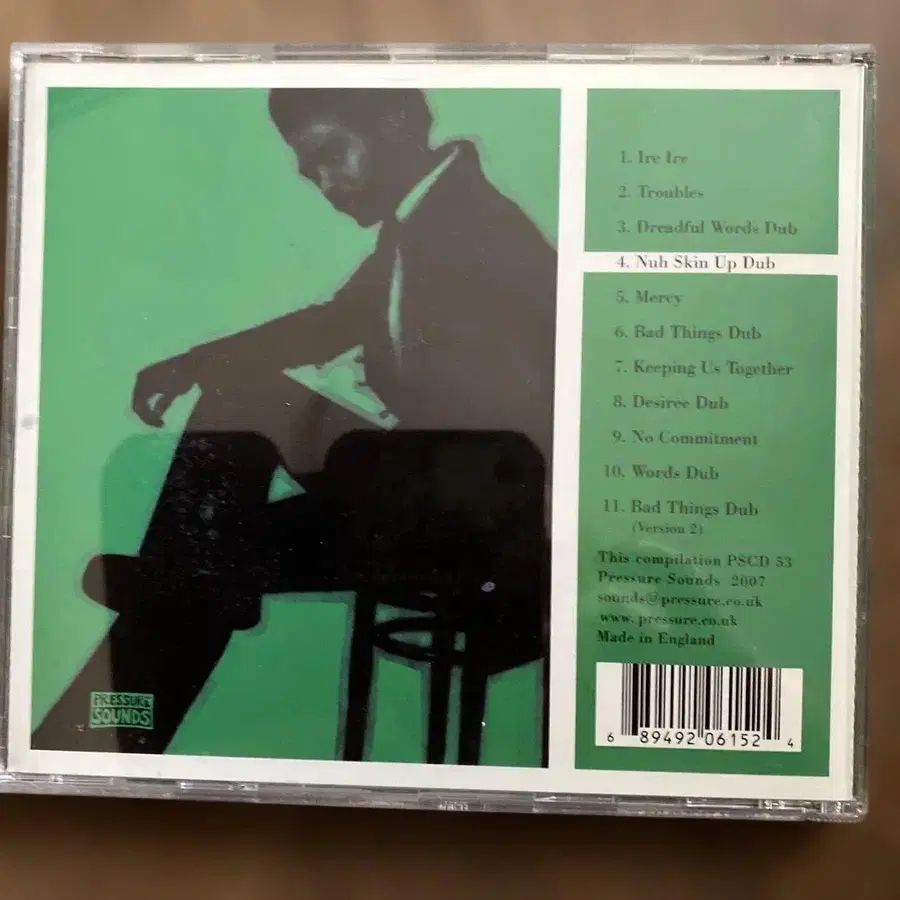 1. Ire Ire
2. Troubles
3. Dreadful Words Dub
4. Nuh Skin Up Dub
5. Mercy
6. Bad Things Dub
7. Keeping Us Together
8. Desiree Dub
9. No Commitment
10. Words Dub
11. Bad Things Dub
(Version 2)
This compilation PSCD 53
Pressure Sounds 2007
sounds@pressure.co.uk
www.pressure.co.uk
Made in England
6 89492 06152 4
PRESSURE
SOUNDS